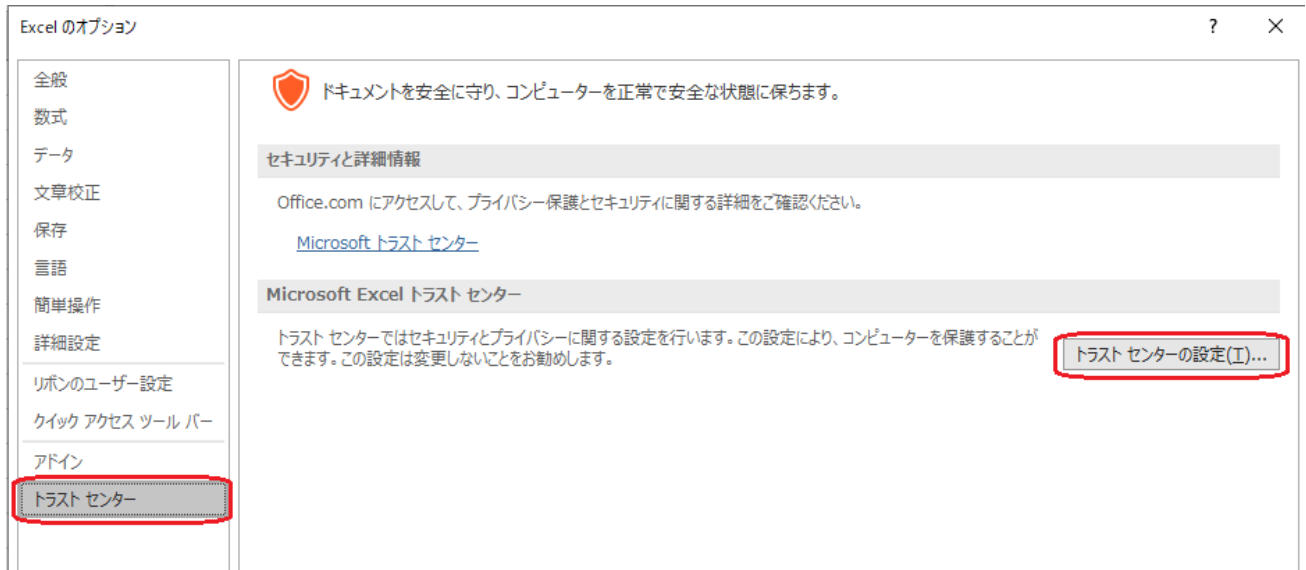 Excel のオプション
?
×
全般
数式
データ
文章校正
保存
言語
簡単操作
詳細設定
リボンのユーザー設定
クイック アクセス ツール バー
アドイン
トラスト センター
ドキュメントを安全に守り、コンピューターを正常で安全な状態に保ちます。
セキュリティと詳細情報
Office.com にアクセスして、プライバシー保護とセキュリティに関する詳細をご確認ください。
Microsoft トラスト センター
Microsoft Excel トラスト センター
トラスト センターではセキュリティとプライバシーに関する設定を行います。この設定により、コンピューターを保護することが
できます。この設定は変更しないことをお勧めします。
トラスト センターの設定(T)...